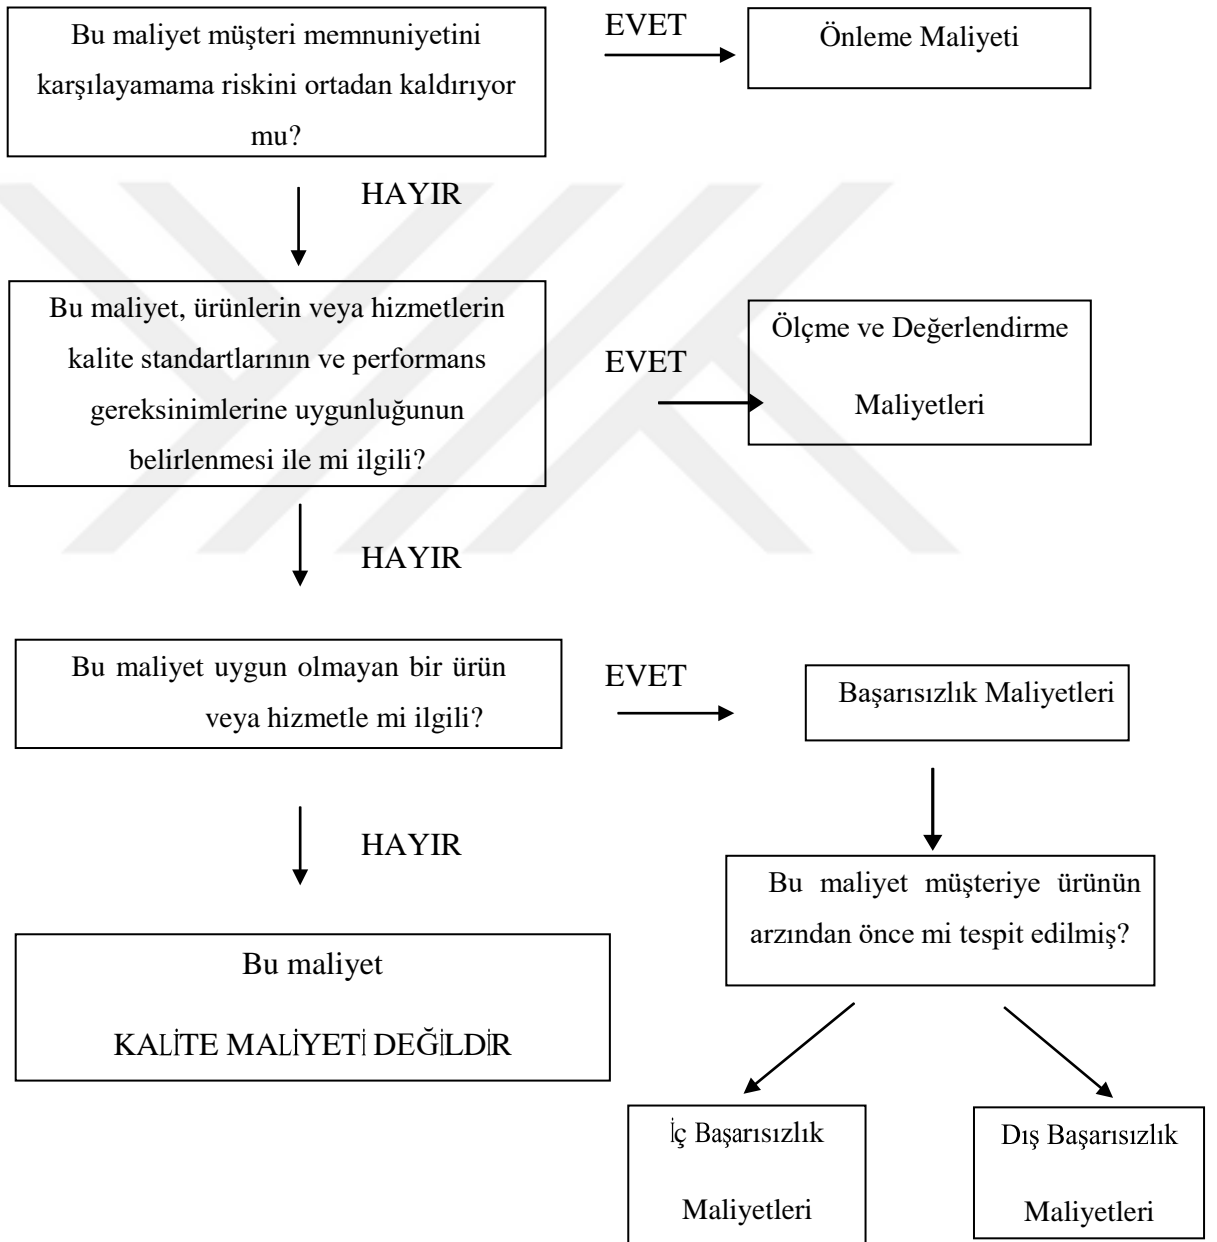 Bu maliyet müşteri memnuniyetini
karşılayamama riskini ortadan kaldırıyor
mu?
EVET
Önleme Maliyeti
HAYIR
Bu maliyet, ürünlerin veya hizmetlerin
kalite standartlarının ve performans
gereksinimlerine uygunluğunun
belirlenmesi ile mi ilgili?
EVET
Ölçme ve Değerlendirme
Maliyetleri
HAYIR
Bu maliyet uygun olmayan bir ürün
veya hizmetle mi ilgili?
EVET
Başarısızlık Maliyetleri
HAYIR
Bu maliyet müşteriye ürünün
arzından önce mi tespit edilmiş?
Bu maliyet
KALİTE MALİYETİ DEĞİLDİR
İç Başarısızlık
Maliyetleri
Dış Başarısızlık
Maliyetleri